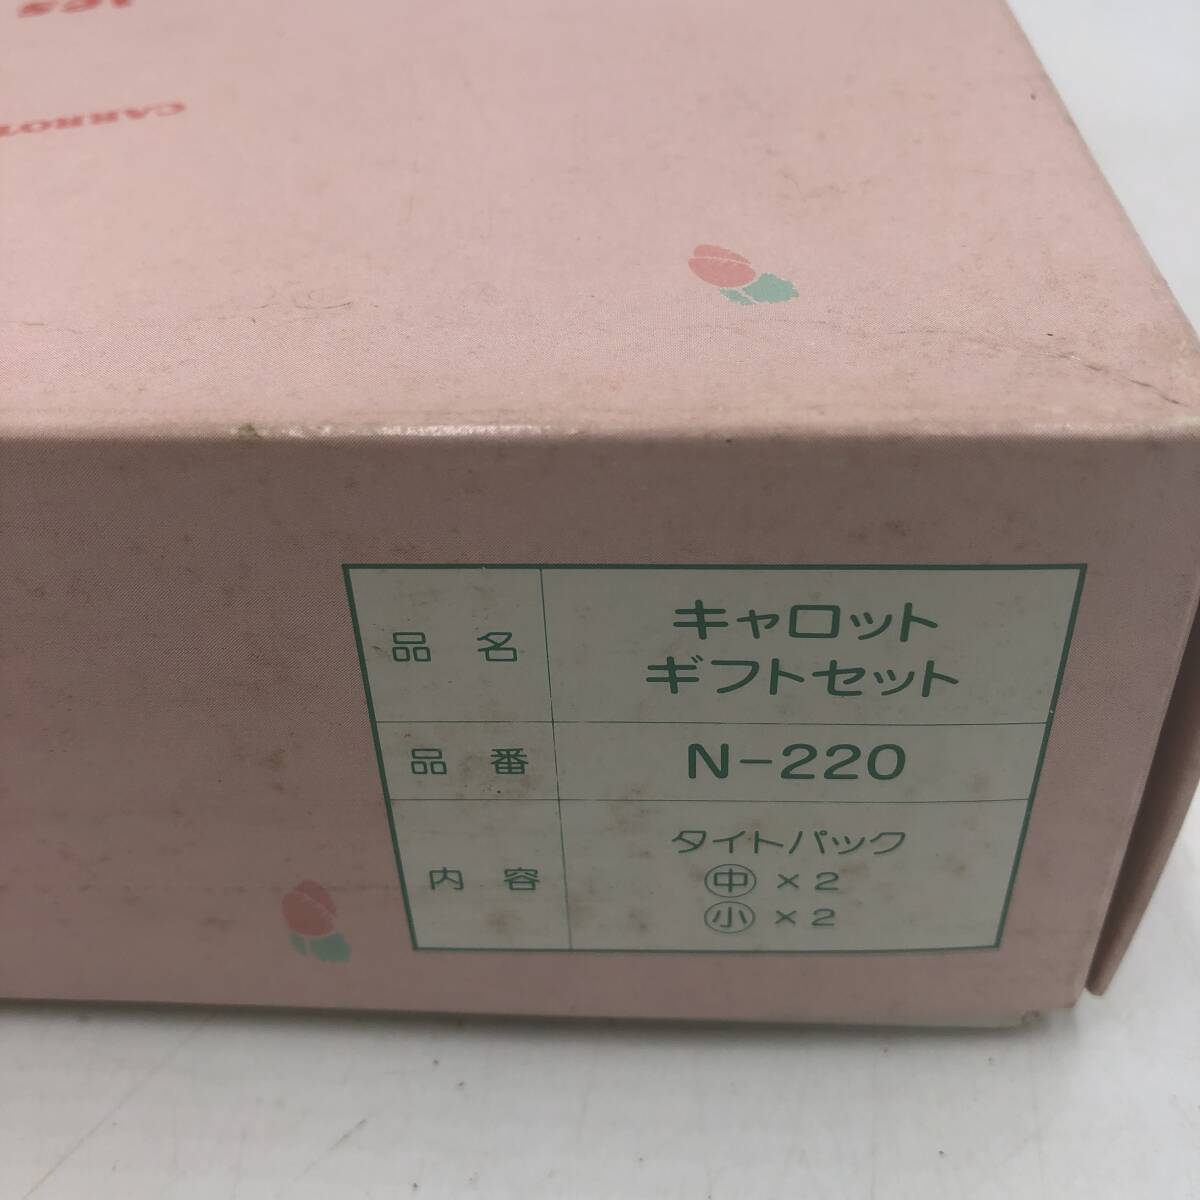 CARROT
品名 キャロット
ギフトセット
品番 N-220
内容 タイトパック
㊥ × 2
小 × 2